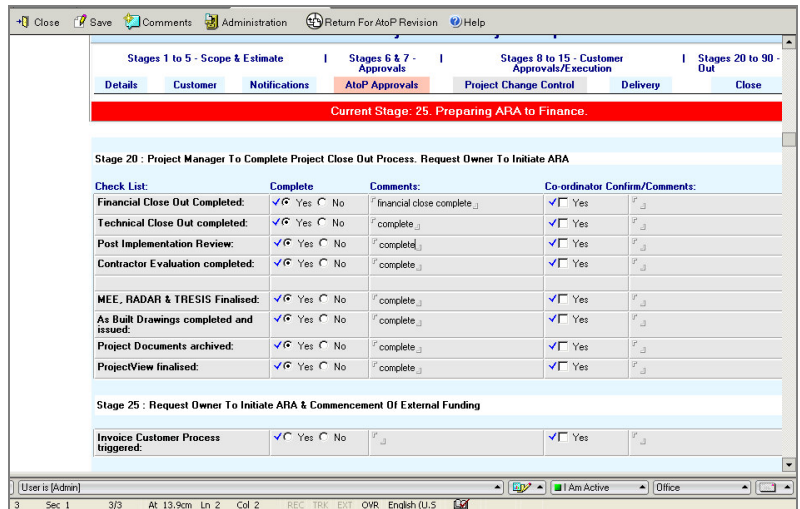 Close Save Comments Administration Return For AtoP Revision Help
Stages 1 to 5 - Scope & Estimate | Stages 6 & 7 - | Stages 8 to 15 - Customer | Stages 20 to 90 -
Approvals Approvals/Execution Out
Details Customer Notifications AtoP Approvals Project Change Control Delivery Close
Current Stage: 25. Preparing ARA to Finance.
Stage 20 : Project Manager To Complete Project Close Out Process. Request Owner To Initiate ARA
Check List: Complete Comments: Co-ordinator Confirm/Comments:
Financial Close Out Completed: Yes No financial close complete Yes
Technical Close Out completed: Yes No complete Yes
Post Implementation Review: Yes No complete Yes
Contractor Evaluation completed: Yes No complete Yes
MEE, RADAR & TRESIS Finalised: Yes No complete Yes
As Built Drawings completed and Yes No complete Yes
issued:
Project Documents archived: Yes No complete Yes
ProjectView finalised: Yes No complete Yes
Stage 25 : Request Owner To Initiate ARA & Commencement Of External Funding
Invoice Customer Process Yes No Yes
triggered:
User is [Admin] I Am Active Office
3 Sec 1 3/3 At 13.9cm Ln 2 Col 2 REC TRK EXT OVR English (U.S